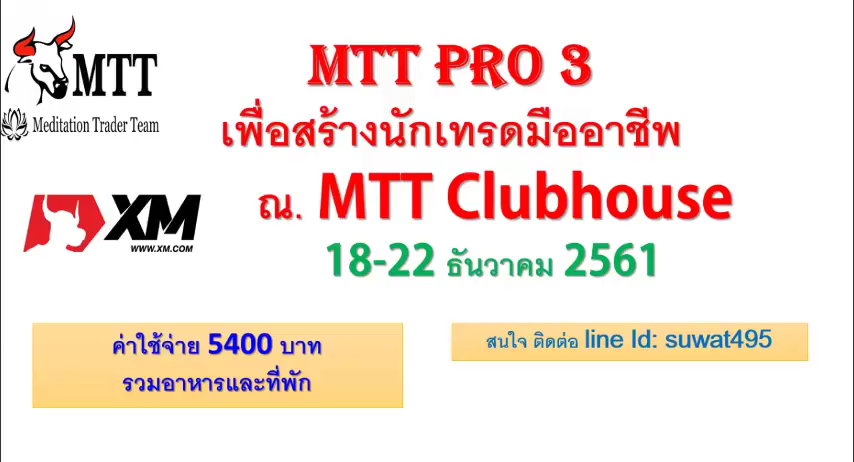 MTT
Meditation Trader Team
MTT PRO 3
เพื่อสร้างนักเทรดมืออาชีพ
ณ. MTT Clubhouse
18-22 ธันวาคม 2561
XM
WWW.XM.COM
ค่าใช้จ่าย 5400 บาท
รวมอาหารและที่พัก
สนใจ ติดต่อ line Id: suwat495